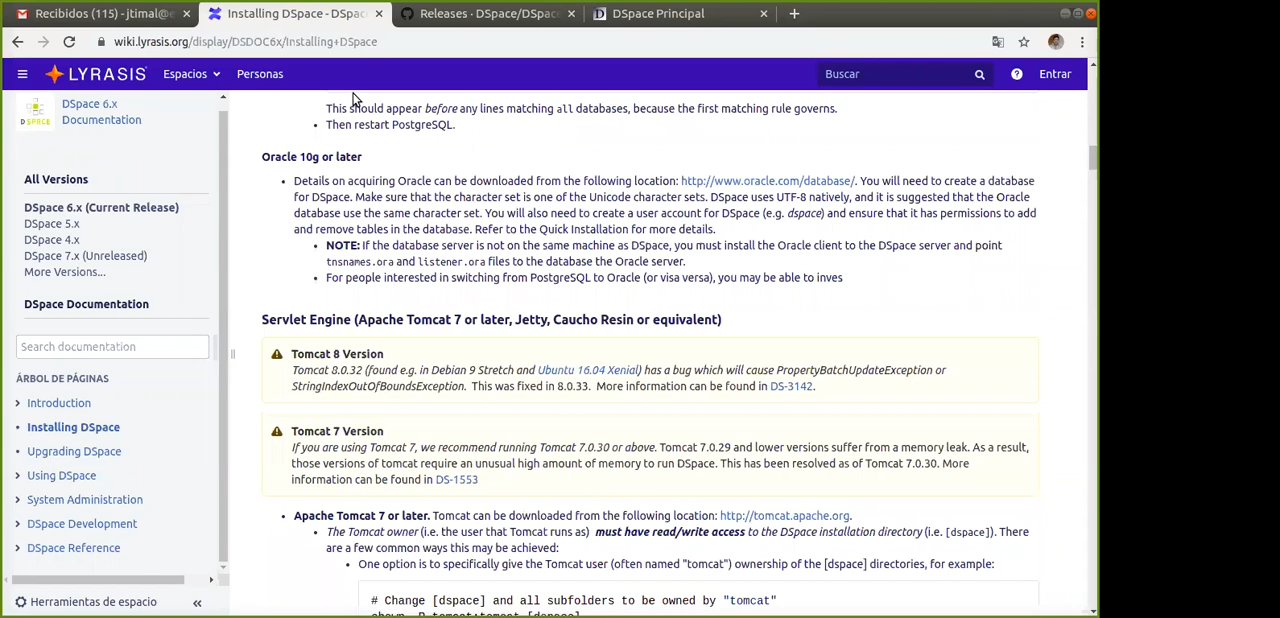 Recibidos (115) - jtimal@e
Installing DSpace - DSpac
Releases · DSpace/DSpac
DSpace Principal
wiki.lyrasis.org/display/DSDOC6x/Installing+DSpace
LYRASIS
Espacios
Personas
Buscar
Entrar
DSPACE
DSpace 6.x
Documentation
All Versions
DSpace 6.x (Current Release)
DSpace 5.x
DSpace 4.x
DSpace 7.x (Unreleased)
More Versions...
DSpace Documentation
Search documentation
ÁRBOL DE PÁGINAS
Introduction
Installing DSpace
Upgrading DSpace
Using DSpace
System Administration
DSpace Development
DSpace Reference
Herramientas de espacio
This should appear before any lines matching all databases, because the first matching rule governs.
Then restart PostgreSQL.
Oracle 10g or later
Details on acquiring Oracle can be downloaded from the following location: http://www.oracle.com/database/. You will need to create a database
for DSpace. Make sure that the character set is one of the Unicode character sets. DSpace uses UTF-8 natively, and it is suggested that the Oracle
database use the same character set. You will also need to create a user account for DSpace (e.g. dspace) and ensure that it has permissions to add
and remove tables in the database. Refer to the Quick Installation for more details.
NOTE: If the database server is not on the same machine as DSpace, you must install the Oracle client to the DSpace server and point
tnsnames.ora and listener.ora files to the database the Oracle server.
For people interested in switching from PostgreSQL to Oracle (or visa versa), you may be able to inves
Servlet Engine (Apache Tomcat 7 or later, Jetty, Caucho Resin or equivalent)
Tomcat 8 Version
Tomcat 8.0.32 (found e.g. in Debian 9 Stretch and Ubuntu 16.04 Xenial) has a bug which will cause PropertyBatchUpdateException or
StringIndexOutOfBoundsException. This was fixed in 8.0.33. More information can be found in DS-3142.
Tomcat 7 Version
If you are using Tomcat 7, we recommend running Tomcat 7.0.30 or above. Tomcat 7.0.29 and lower versions suffer from a memory leak. As a result,
those versions of tomcat require an unusual high amount of memory to run DSpace. This has been resolved as of Tomcat 7.0.30. More
information can be found in DS-1553
Apache Tomcat 7 or later. Tomcat can be downloaded from the following location: http://tomcat.apache.org.
The Tomcat owner (i.e. the user that Tomcat runs as) must have read/write access to the DSpace installation directory (i.e. [dspace]). There
are a few common ways this may be achieved:
One option is to specifically give the Tomcat user (often named "tomcat") ownership of the [dspace] directories, for example:
# Change [dspace] and all subfolders to be owned by "tomcat"
chown -R tomcat:tomcat [dspace]